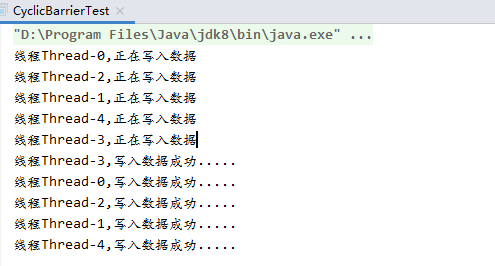 CyclicBarrierTest
"D:\Program Files\Java\jdk8\bin\java.exe" ...
线程Thread-0,正在写入数据
线程Thread-2,正在写入数据
线程Thread-1,正在写入数据
线程Thread-4,正在写入数据
线程Thread-3,正在写入数据
线程Thread-3,写入数据成功.....
线程Thread-0,写入数据成功.....
线程Thread-2,写入数据成功.....
线程Thread-1,写入数据成功.....
线程Thread-4,写入数据成功.....